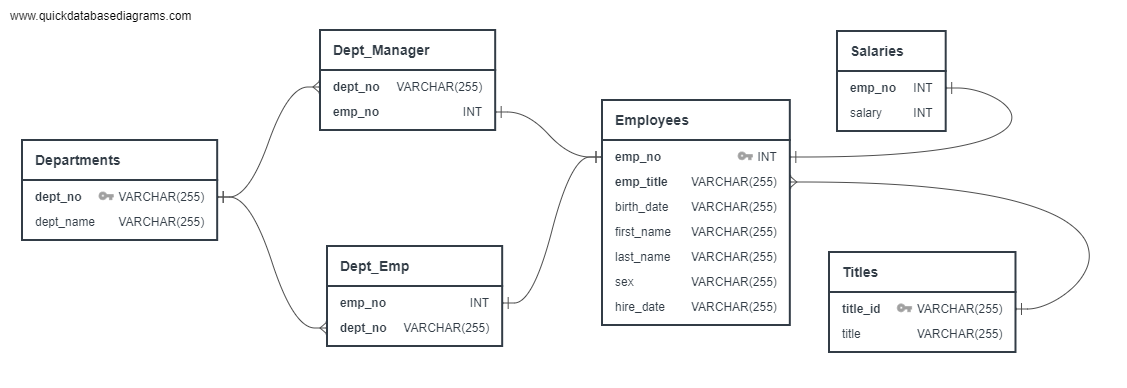 www.quickdatabasediagrams.com
Dept_Manager
dept_no VARCHAR(255)
emp_no INT
Salaries
emp_no INT
salary INT
Departments
dept_no VARCHAR(255)
dept_name VARCHAR(255)
Employees
emp_no INT
emp_title VARCHAR(255)
birth_date VARCHAR(255)
first_name VARCHAR(255)
last_name VARCHAR(255)
sex VARCHAR(255)
hire_date VARCHAR(255)
Dept_Emp
emp_no INT
dept_no VARCHAR(255)
Titles
title_id VARCHAR(255)
title VARCHAR(255)